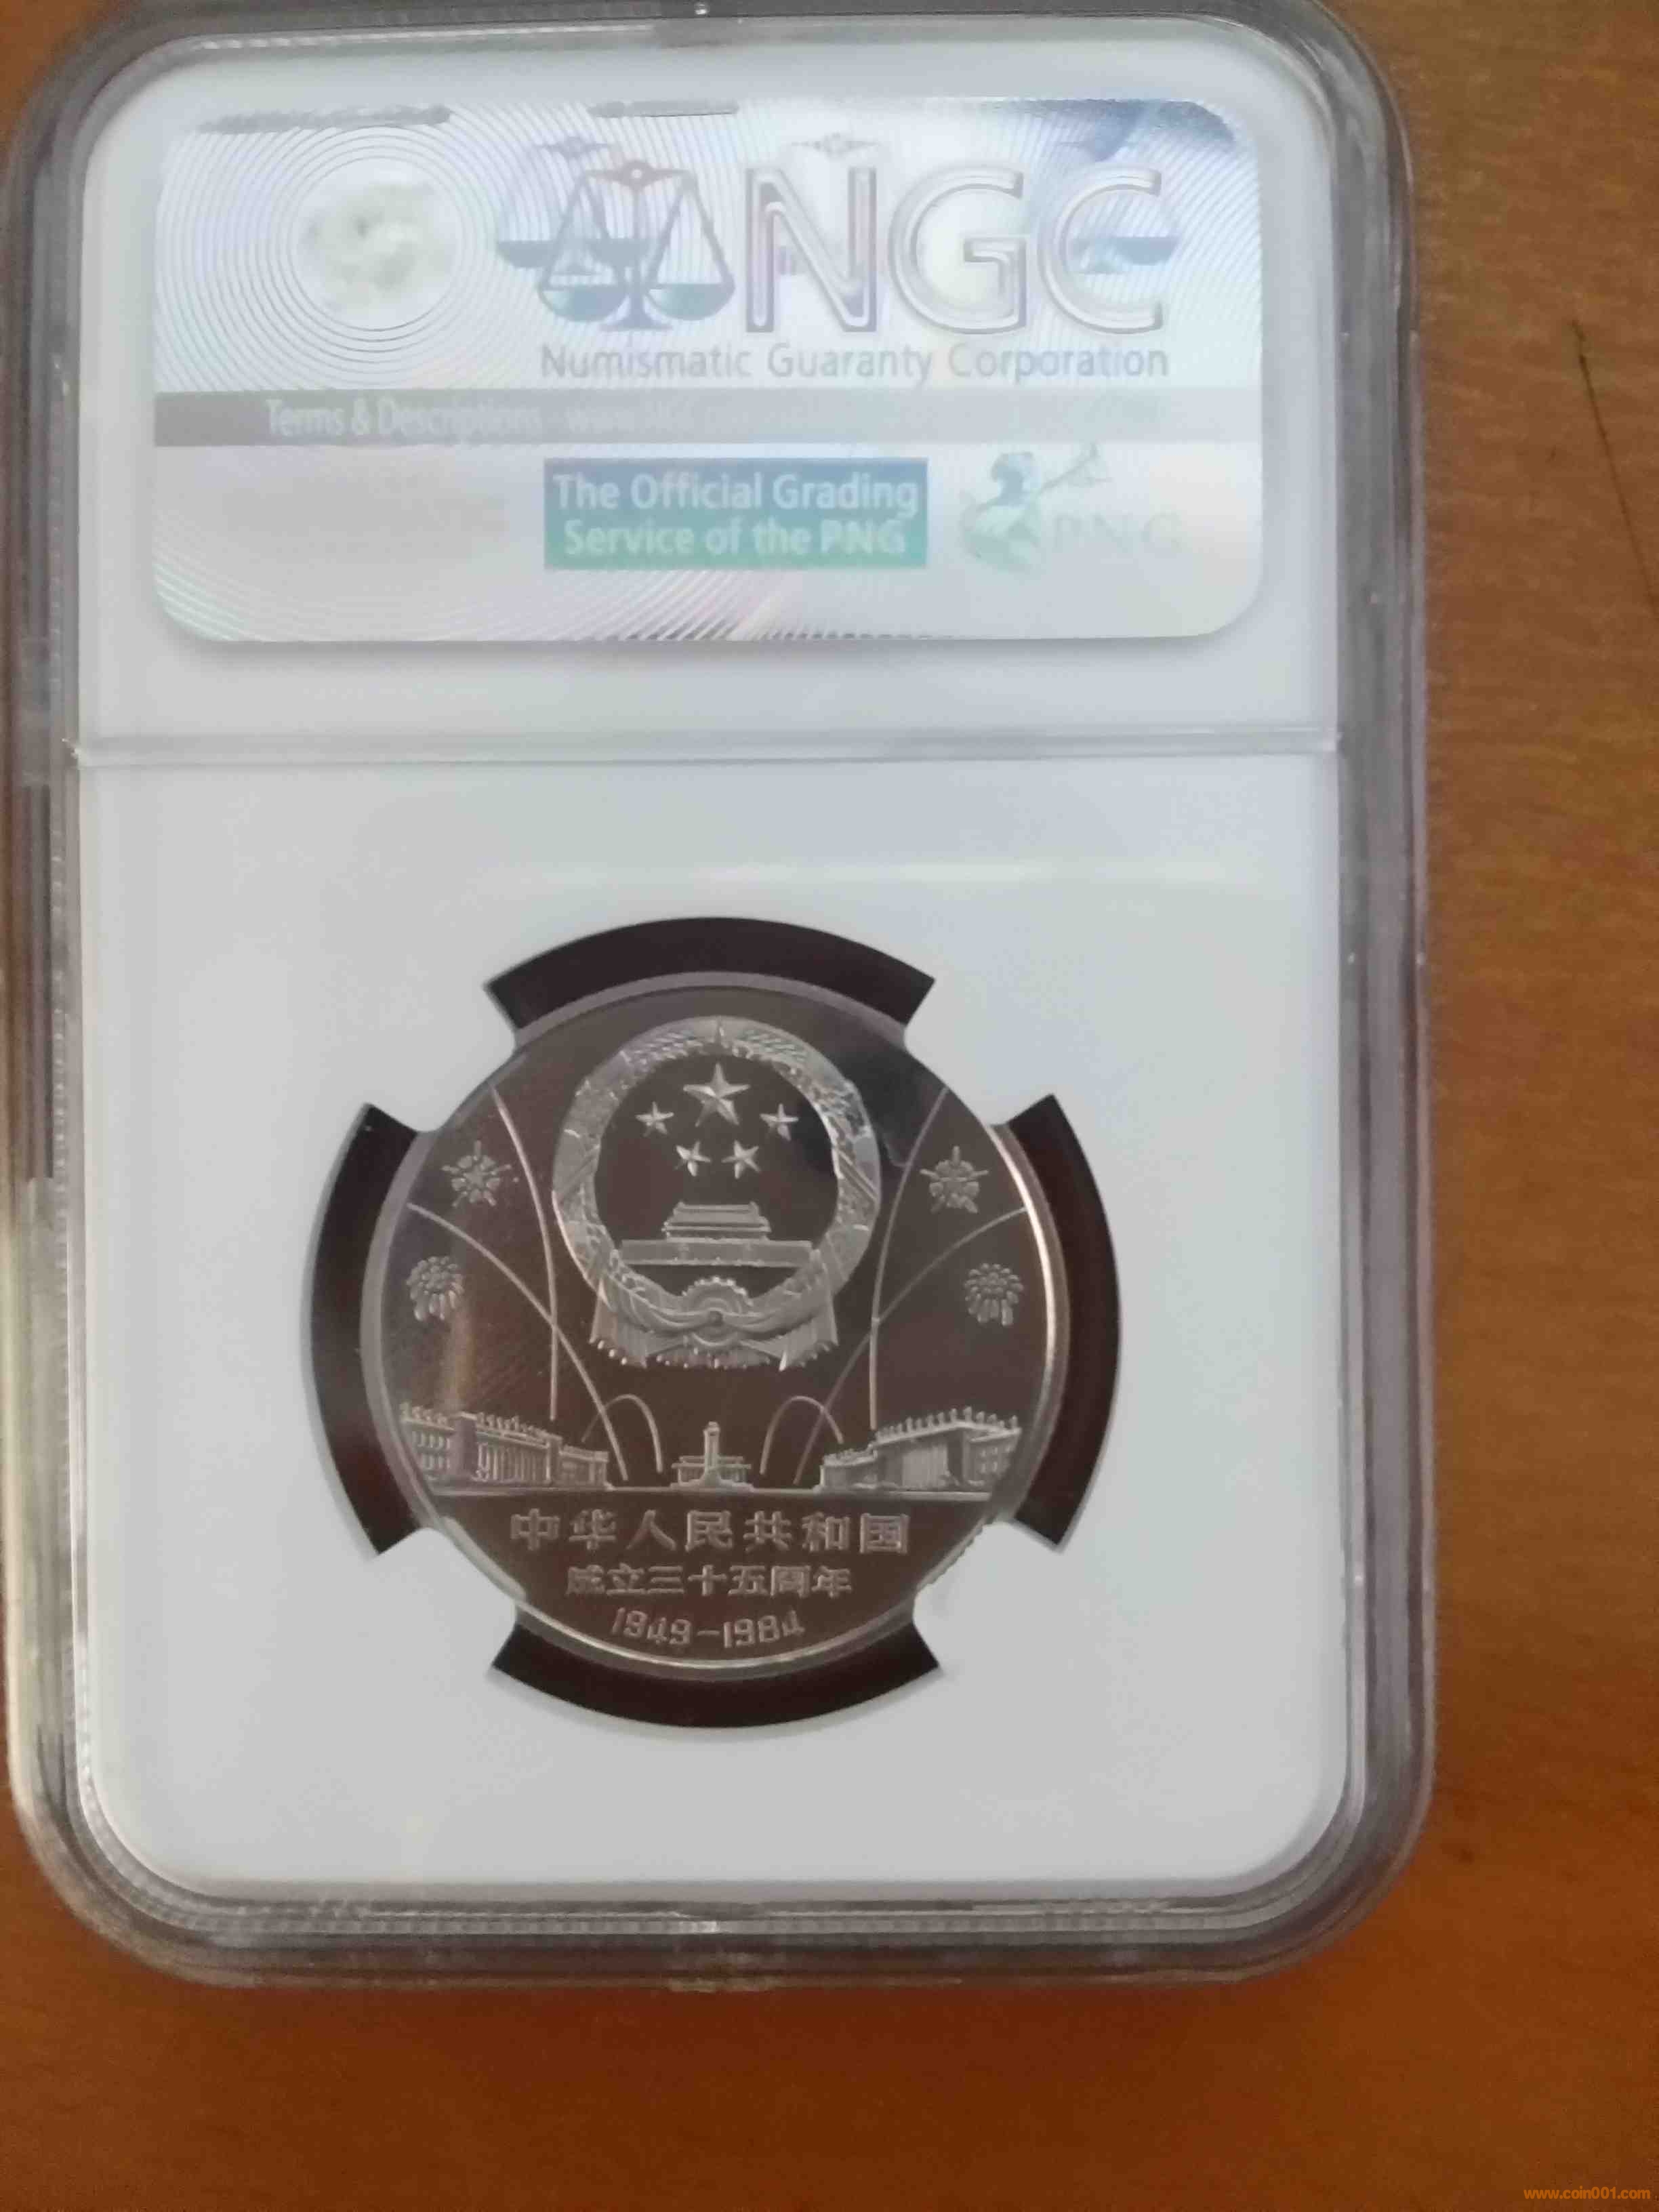 NGC
Numismatic Guaranty Corporation
Terms & Descriptions
The Official Grading
Service of the PNG
PNG
中华人民共和国
成立三十五周年
1949-1984
www.coin001.com